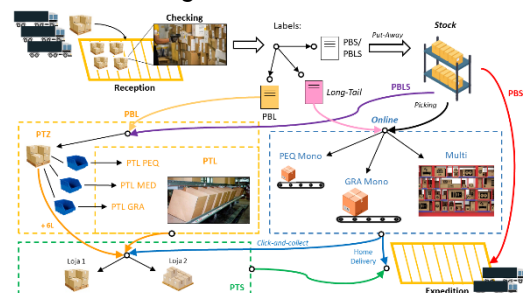 Checking
Reception
Labels:
PBS/
PBLS
Put-Away
Stock
PBL
Long-Tail
PBLS
Picking
PBS
PBL
Online
PTZ
PTL PEQ
PTL MED
PTL GRA
PTL
+6L
PEQ Mono
GRA Mono
Multi
Click-and-collect
Home
Delivery
Loja 1
Loja 2
PTS
Expedition